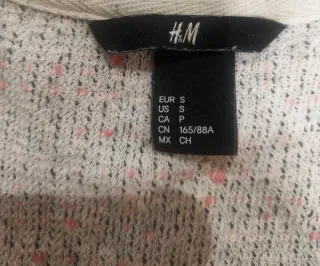 H&M
EUR S
US S
CA P
CN 165/88A
MX CH